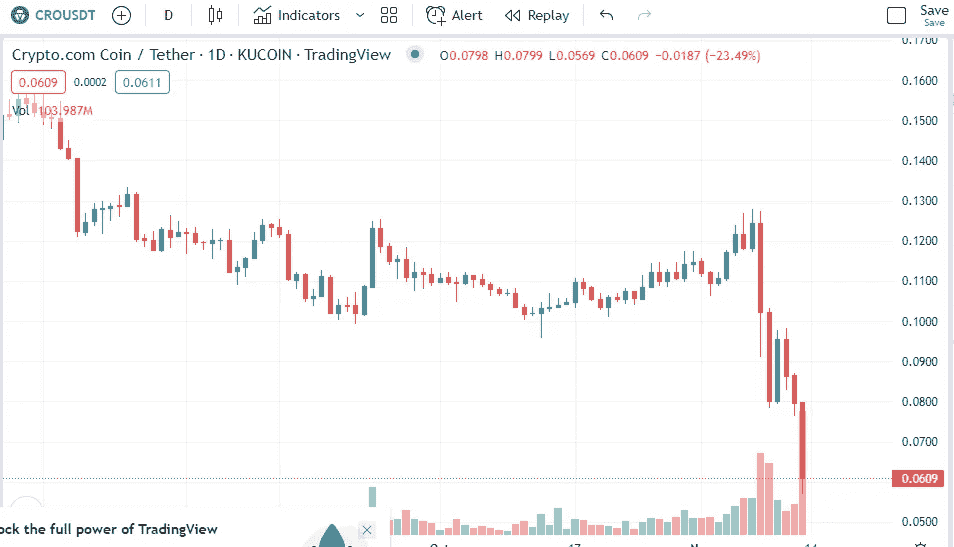 CROUSDT D Indicators Alert Replay Save
Save
Crypto.com Coin / Tether · 1D · KUCOIN · TradingView O0.0798 H0.0799 L0.0569 C0.0609 −0.0187 (−23.49%)
0.0609 0.0002 0.0611
Vol 103.987M
0.1700
0.1600
0.1500
0.1400
0.1300
0.1200
0.1100
0.1000
0.0900
0.0800
0.0700
0.0609
0.0500
ock the full power of TradingView
17
14